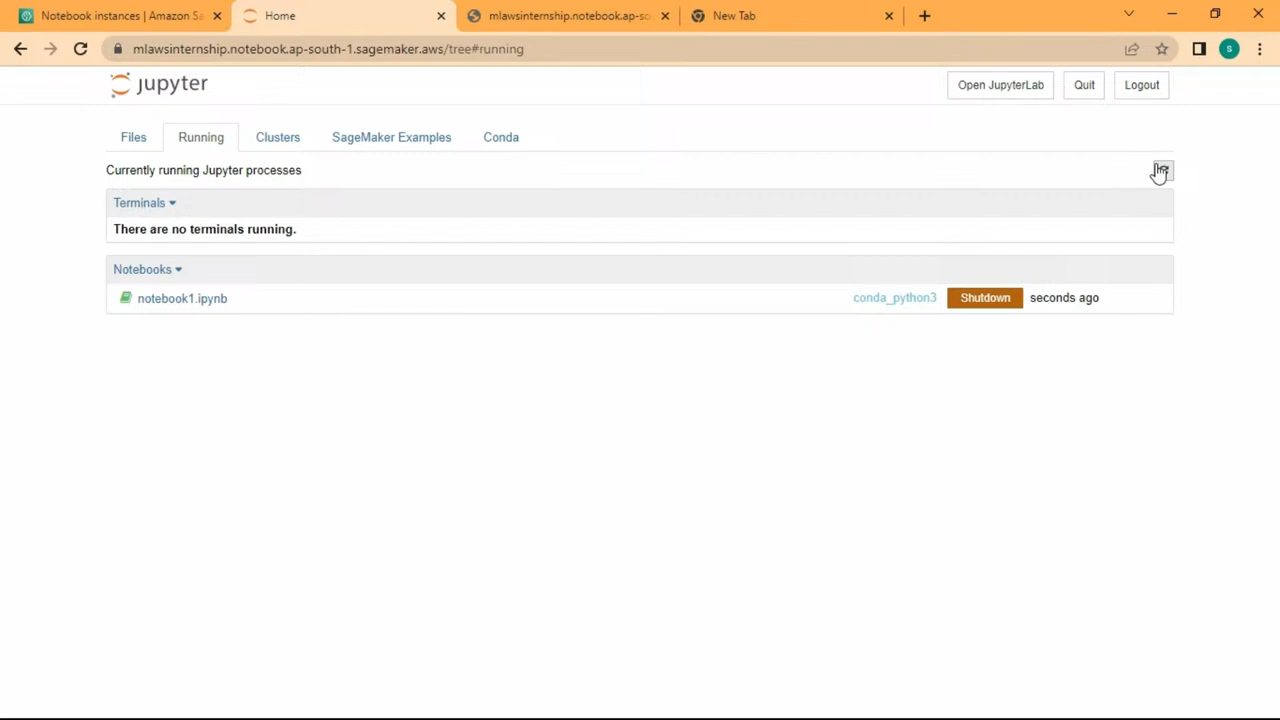 Notebook instances | Amazon Sa
Home
mlawsinternship.notebook.ap-so
New Tab
mlawsinternship.notebook.ap-south-1.sagemaker.aws/tree#running
S
jupyter
Open JupyterLab
Quit
Logout
Files
Running
Clusters
SageMaker Examples
Conda
Currently running Jupyter processes
Terminals
There are no terminals running.
Notebooks
notebook1.ipynb
conda_python3
Shutdown
seconds ago